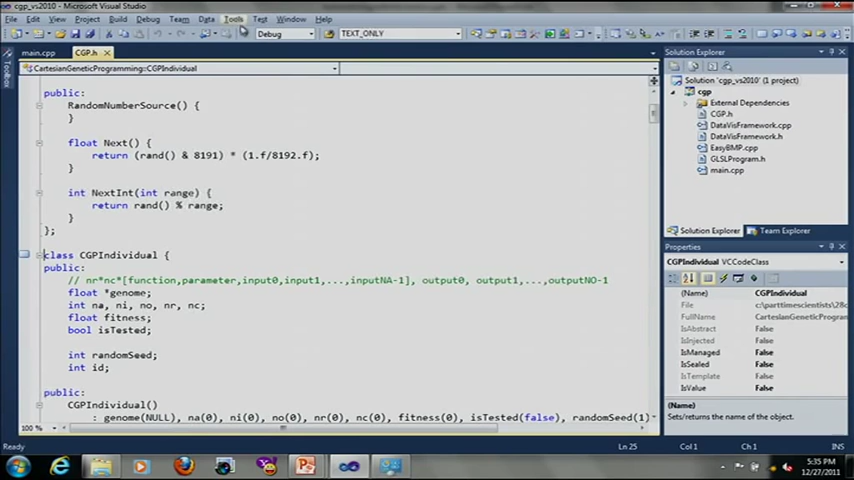 cgp_vs2010 - Microsoft Visual Studio
File Edit View Project Build Debug Team Data Tools Test Window Help
Debug TEXT_ONLY
main.cpp CGP.h
CartesianGeneticProgramming::CGPIndividual
Toolbox
public:
RandomNumberSource() {
}
float Next() {
return (rand() & 8191) * (1.f/8192.f);
}
int NextInt(int range) {
return rand() % range;
}
};
class CGPIndividual {
public:
// nr*nc*[function,parameter,input0,input1,...,inputNA-1], output0, output1,...,outputNO-1
float *genome;
int na, ni, no, nr, nc;
float fitness;
bool isTested;
int randomSeed;
int id;
public:
CGPIndividual()
: genome(NULL), na(0), ni(0), no(0), nr(0), nc(0), fitness(0), isTested(false), randomSeed(1)
100 %
Solution Explorer
Solution 'cgp_vs2010' (1 project)
cgp
External Dependencies
CGP.h
DataVisFramework.cpp
DataVisFramework.h
EasyBMP.cpp
GLSLProgram.h
main.cpp
Solution Explorer Team Explorer
Properties
CGPIndividual VCCodeClass
(Name) CGPIndividual
File c:\parttimescientists\28c
FullName CartesianGeneticProgram
IsAbstract False
IsInjected False
IsManaged False
IsSealed False
IsTemplate False
IsValue False
(Name)
Sets/returns the name of the object.
Ready Ln 25 Col 1 Ch 1 INS
5:35 PM
12/27/2011